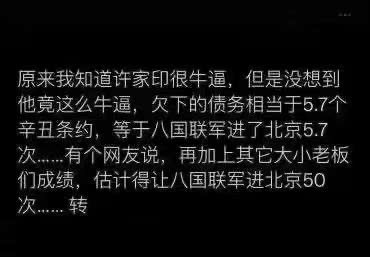 原来我知道许家印很牛逼，但是没想到
他竟这么牛逼，欠下的债务相当于5.7个
辛丑条约，等于八国联军进了北京5.7
次……有个网友说，再加上其它大小老板
们成绩，估计得让八国联军进北京50
次…… 转